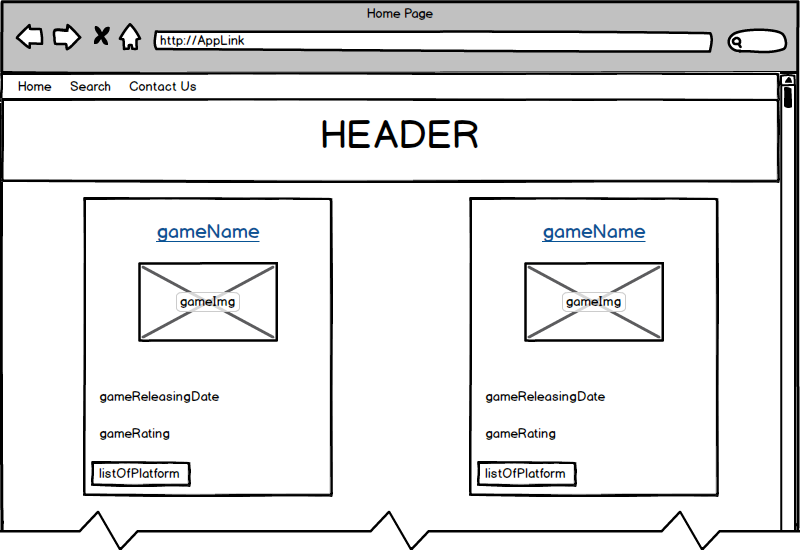 Home Page
http://AppLink
Home Search Contact Us
HEADER
gameName
gameImg
gameReleasingDate
gameRating
listOfPlatform
gameName
gameImg
gameReleasingDate
gameRating
listOfPlatform